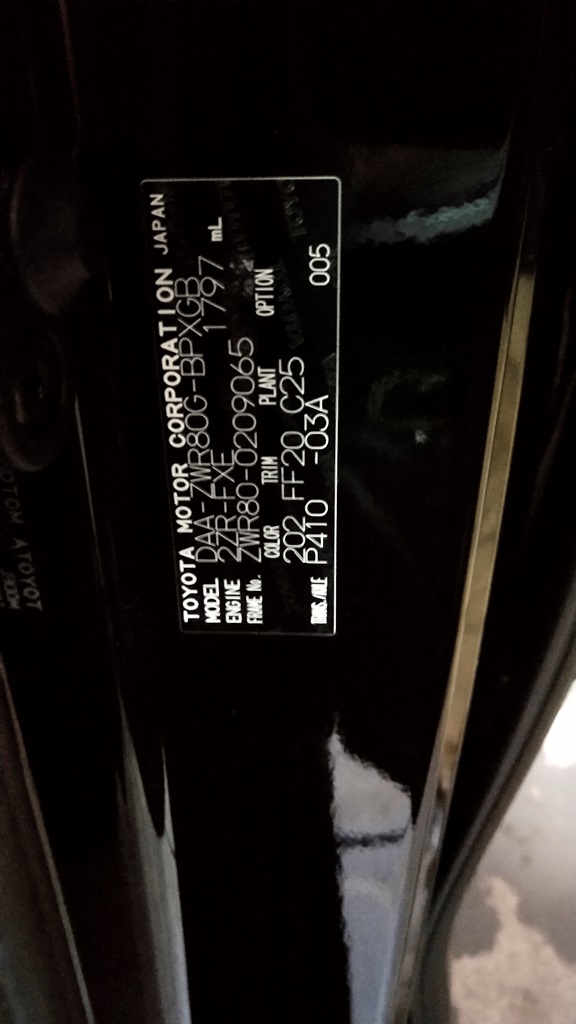 TOYOTA MOTOR CORPORATION JAPAN
MODEL DAA-ZWR80G-BPXGB
ENGINE 2ZR-FXE 1797 mL
FRAME No. ZWR80-0209065
COLOR TRIM PLANT OPTION
202 FF20 C25
TRANS./AXLE P410 -03A 005